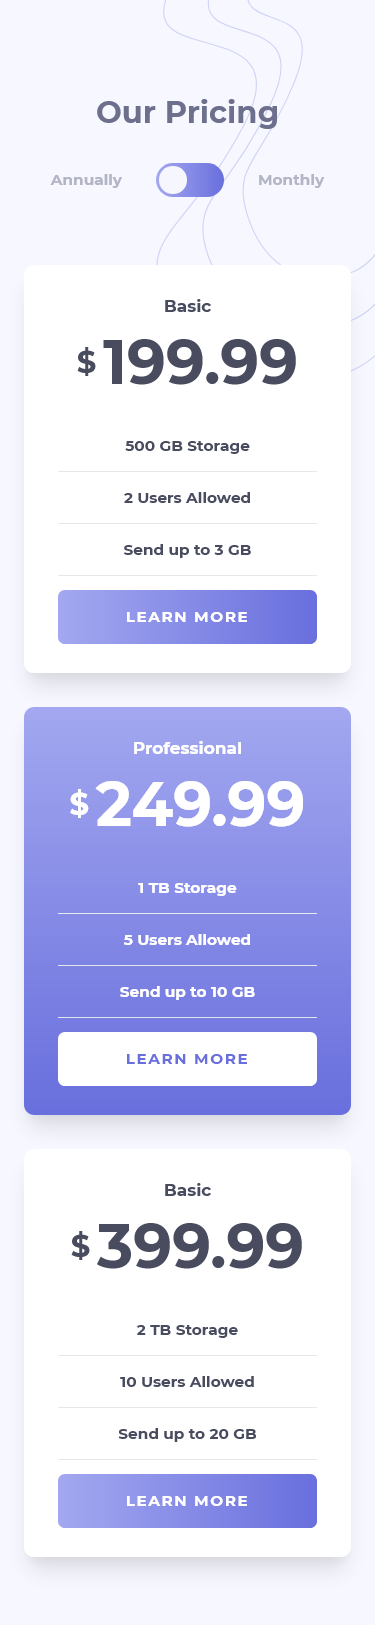 Our Pricing
Annually Monthly
Basic
$199.99
500 GB Storage
2 Users Allowed
Send up to 3 GB
LEARN MORE
Professional
$249.99
1 TB Storage
5 Users Allowed
Send up to 10 GB
LEARN MORE
Basic
$399.99
2 TB Storage
10 Users Allowed
Send up to 20 GB
LEARN MORE